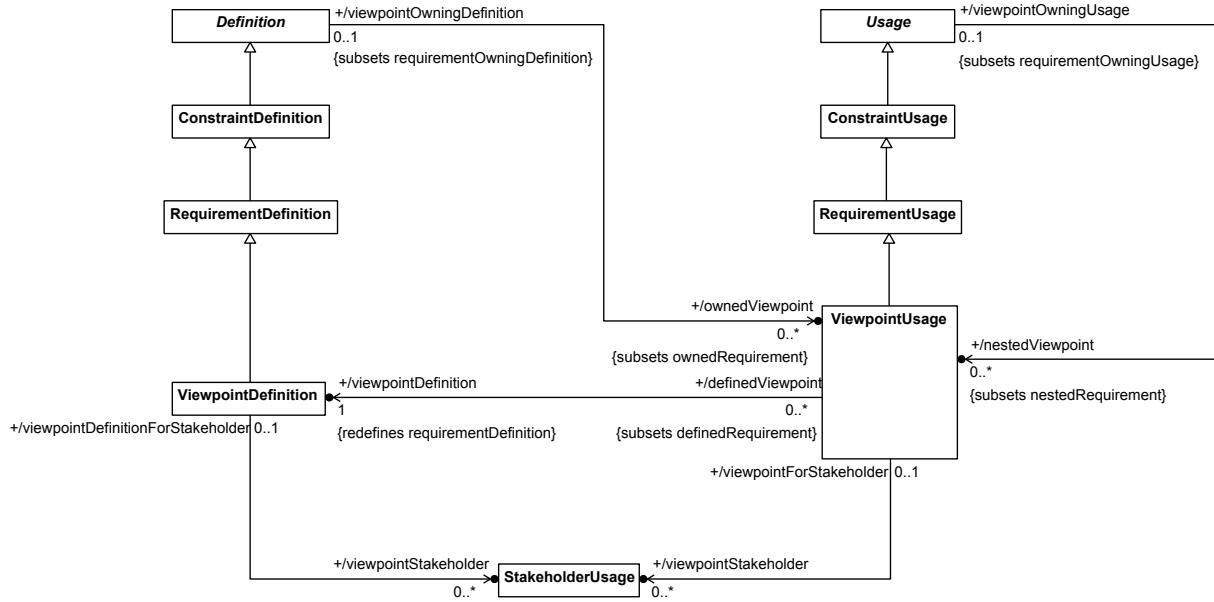 +/viewpointOwningDefinition
+/viewpointOwningUsage
Definition
Usage
0..1
0..1
{subsets requirementOwningDefinition}
{subsets requirementOwningUsage}
ConstraintDefinition
ConstraintUsage
RequirementDefinition
RequirementUsage
+/ownedViewpoint
ViewpointUsage
0..*
+/nestedViewpoint
{subsets ownedRequirement}
0..*
+/viewpointDefinition
+/definedViewpoint
{subsets nestedRequirement}
ViewpointDefinition
1
0..*
+/viewpointDefinitionForStakeholder
0..1
{redefines requirementDefinition}
{subsets definedRequirement}
+/viewpointForStakeholder
0..1
+/viewpointStakeholder
+/viewpointStakeholder
StakeholderUsage
0..*
0..*